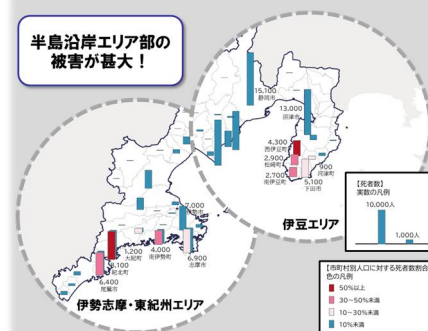 半島沿岸エリア部の
被害が甚大！
15,100
静岡市
13,000
沼津市
4,300
西伊豆町
2,900
松崎町
2,700
南伊豆町
900
河津町
5,100
下田市
伊豆エリア
7,000
伊勢市
1,200
大紀町
4,000
南伊勢町
6,900
志摩市
8,100
紀北町
6,400
尾鷲市
伊勢志摩・東紀州エリア
【死者数】
実数の凡例
10,000人
1,000人
【市町村別人口に対する死者数割合
色の凡例
50%以上
30～50%未満
10～30%未満
10%未満